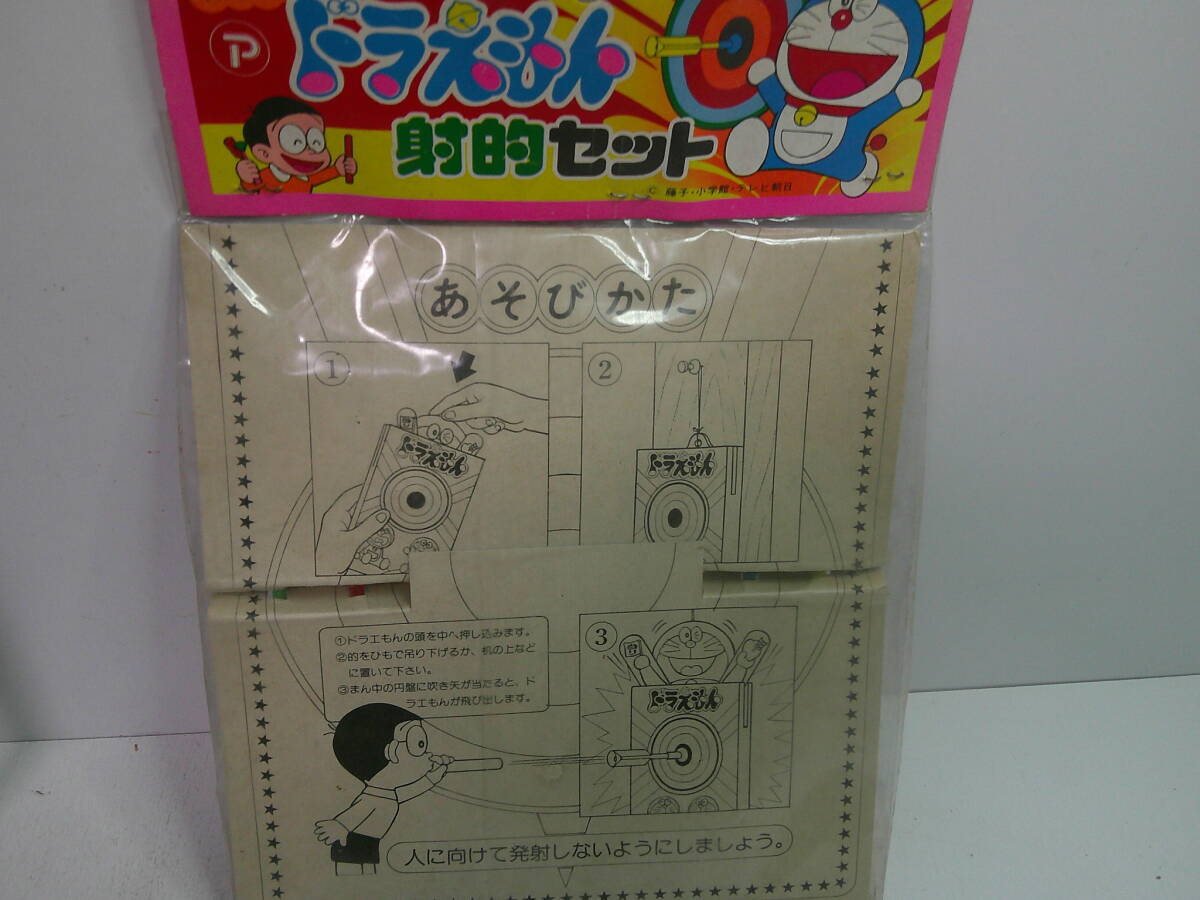 P
ドラえもん
射的セット
© 藤子・小学館・テレビ朝日
あそびかた
①
ドラえもん
②
ドラえもん
①ドラエもんの頭を中へ押し込みます。
②的をひもで吊り下げるか、机の上など
に置いて下さい。
③まん中の円盤に吹き矢が当たると、ド
ラエもんが飛び出します。
③
ドラえもん
人に向けて発射しないようにしましょう。